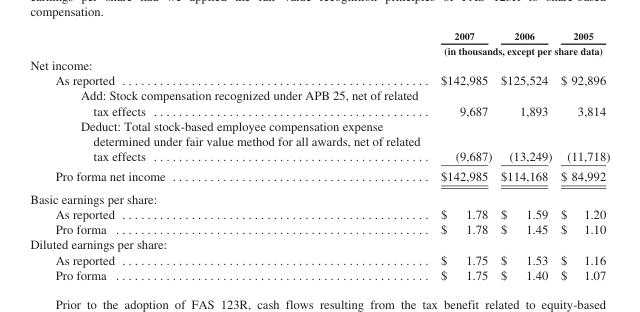 compensation.
2007 2006 2005
(in thousands, except per share data)
Net income:
As reported $142,985 $125,524 $ 92,896
Add: Stock compensation recognized under APB 25, net of related
tax effects 9,687 1,893 3,814
Deduct: Total stock-based employee compensation expense
determined under fair value method for all awards, net of related
tax effects (9,687) (13,249) (11,718)
Pro forma net income $142,985 $114,168 $ 84,992
Basic earnings per share:
As reported $ 1.78 $ 1.59 $ 1.20
Pro forma $ 1.78 $ 1.45 $ 1.10
Diluted earnings per share:
As reported $ 1.75 $ 1.53 $ 1.16
Pro forma $ 1.75 $ 1.40 $ 1.07
Prior to the adoption of FAS 123R, cash flows resulting from the tax benefit related to equity-based